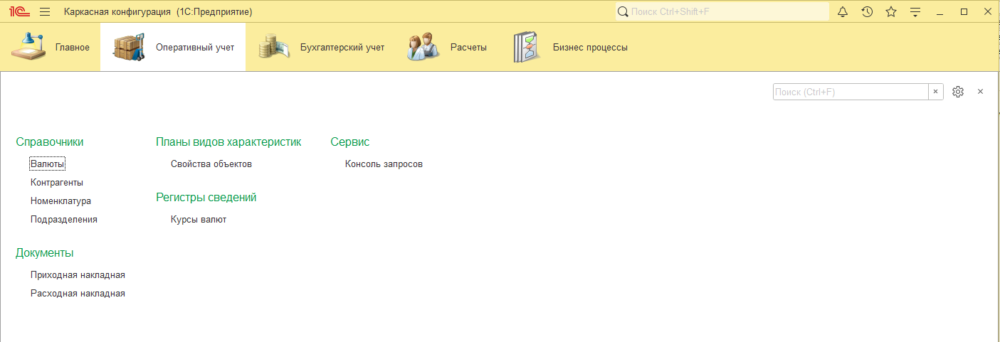 1С Каркасная конфигурация (1С:Предприятие) Поиск Ctrl+Shift+F
Главное Оперативный учет Бухгалтерский учет Расчеты Бизнес процессы
Поиск (Ctrl+F)
Справочники
Валюты
Контрагенты
Номенклатура
Подразделения
Документы
Приходная накладная
Расходная накладная
Планы видов характеристик
Свойства объектов
Регистры сведений
Курсы валют
Сервис
Консоль запросов